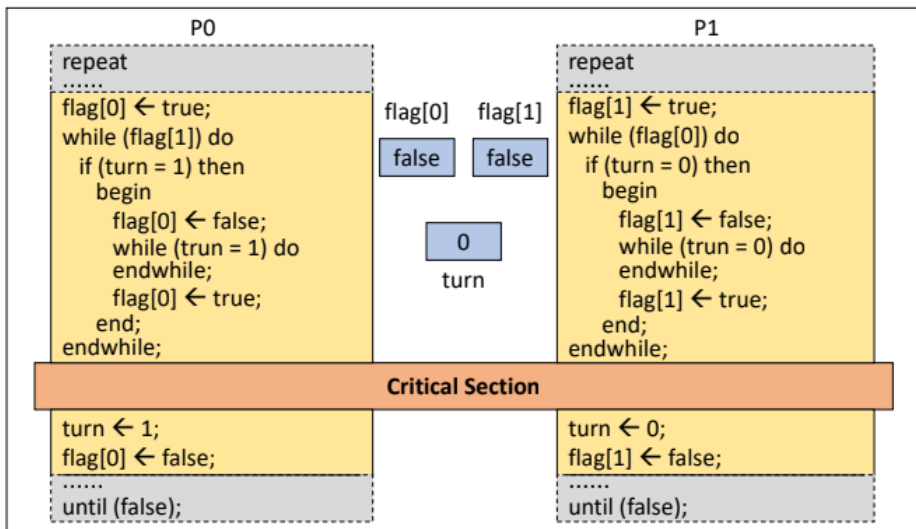 P0
repeat
......
flag[0] ← true;
while (flag[1]) do
if (turn = 1) then
begin
flag[0] ← false;
while (trun = 1) do
endwhile;
flag[0] ← true;
end;
endwhile;
flag[0] flag[1]
false false
0
turn
P1
repeat
......
flag[1] ← true;
while (flag[0]) do
if (turn = 0) then
begin
flag[1] ← false;
while (trun = 0) do
endwhile;
flag[1] ← true;
end;
endwhile;
Critical Section
turn ← 1;
flag[0] ← false;
......
until (false);
turn ← 0;
flag[1] ← false;
......
until (false);